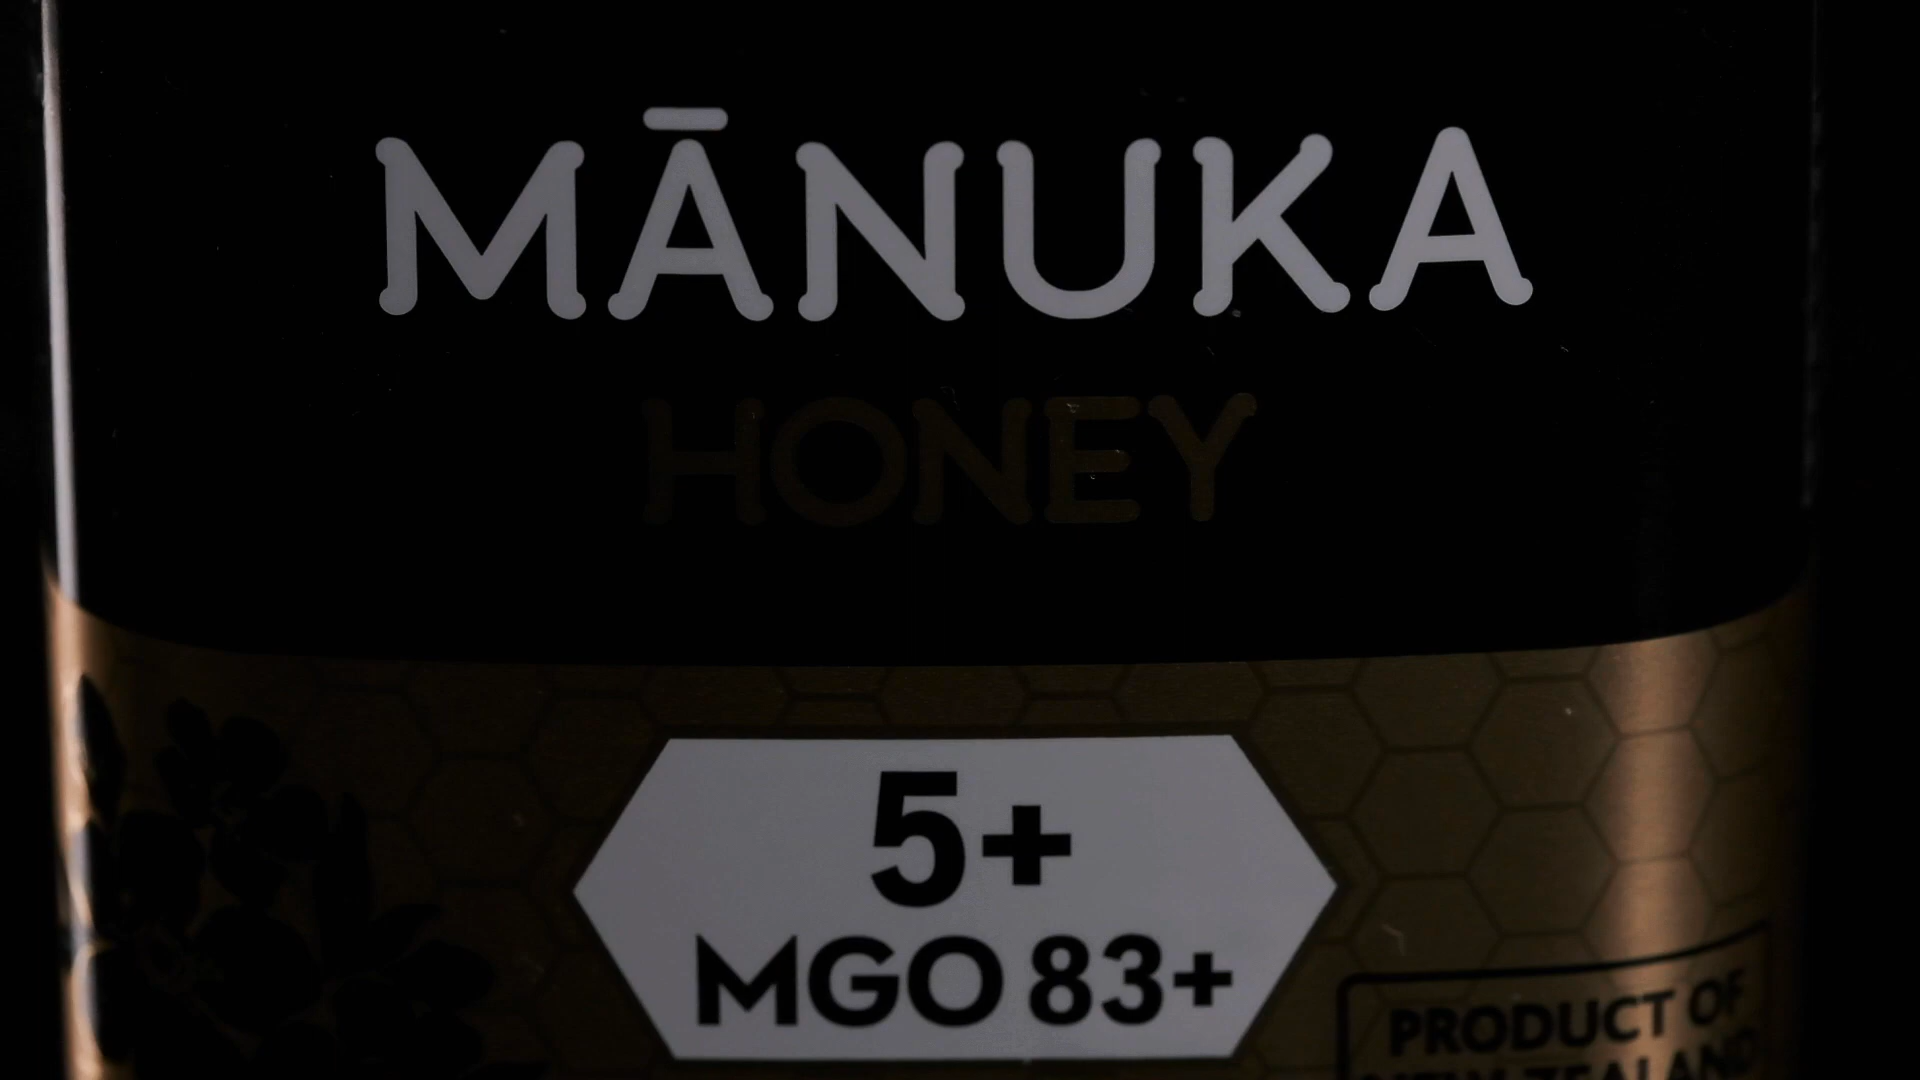 MĀNUKA
HONEY
5+
MGO 83+
PRODUCT OF
NEW ZEALAND